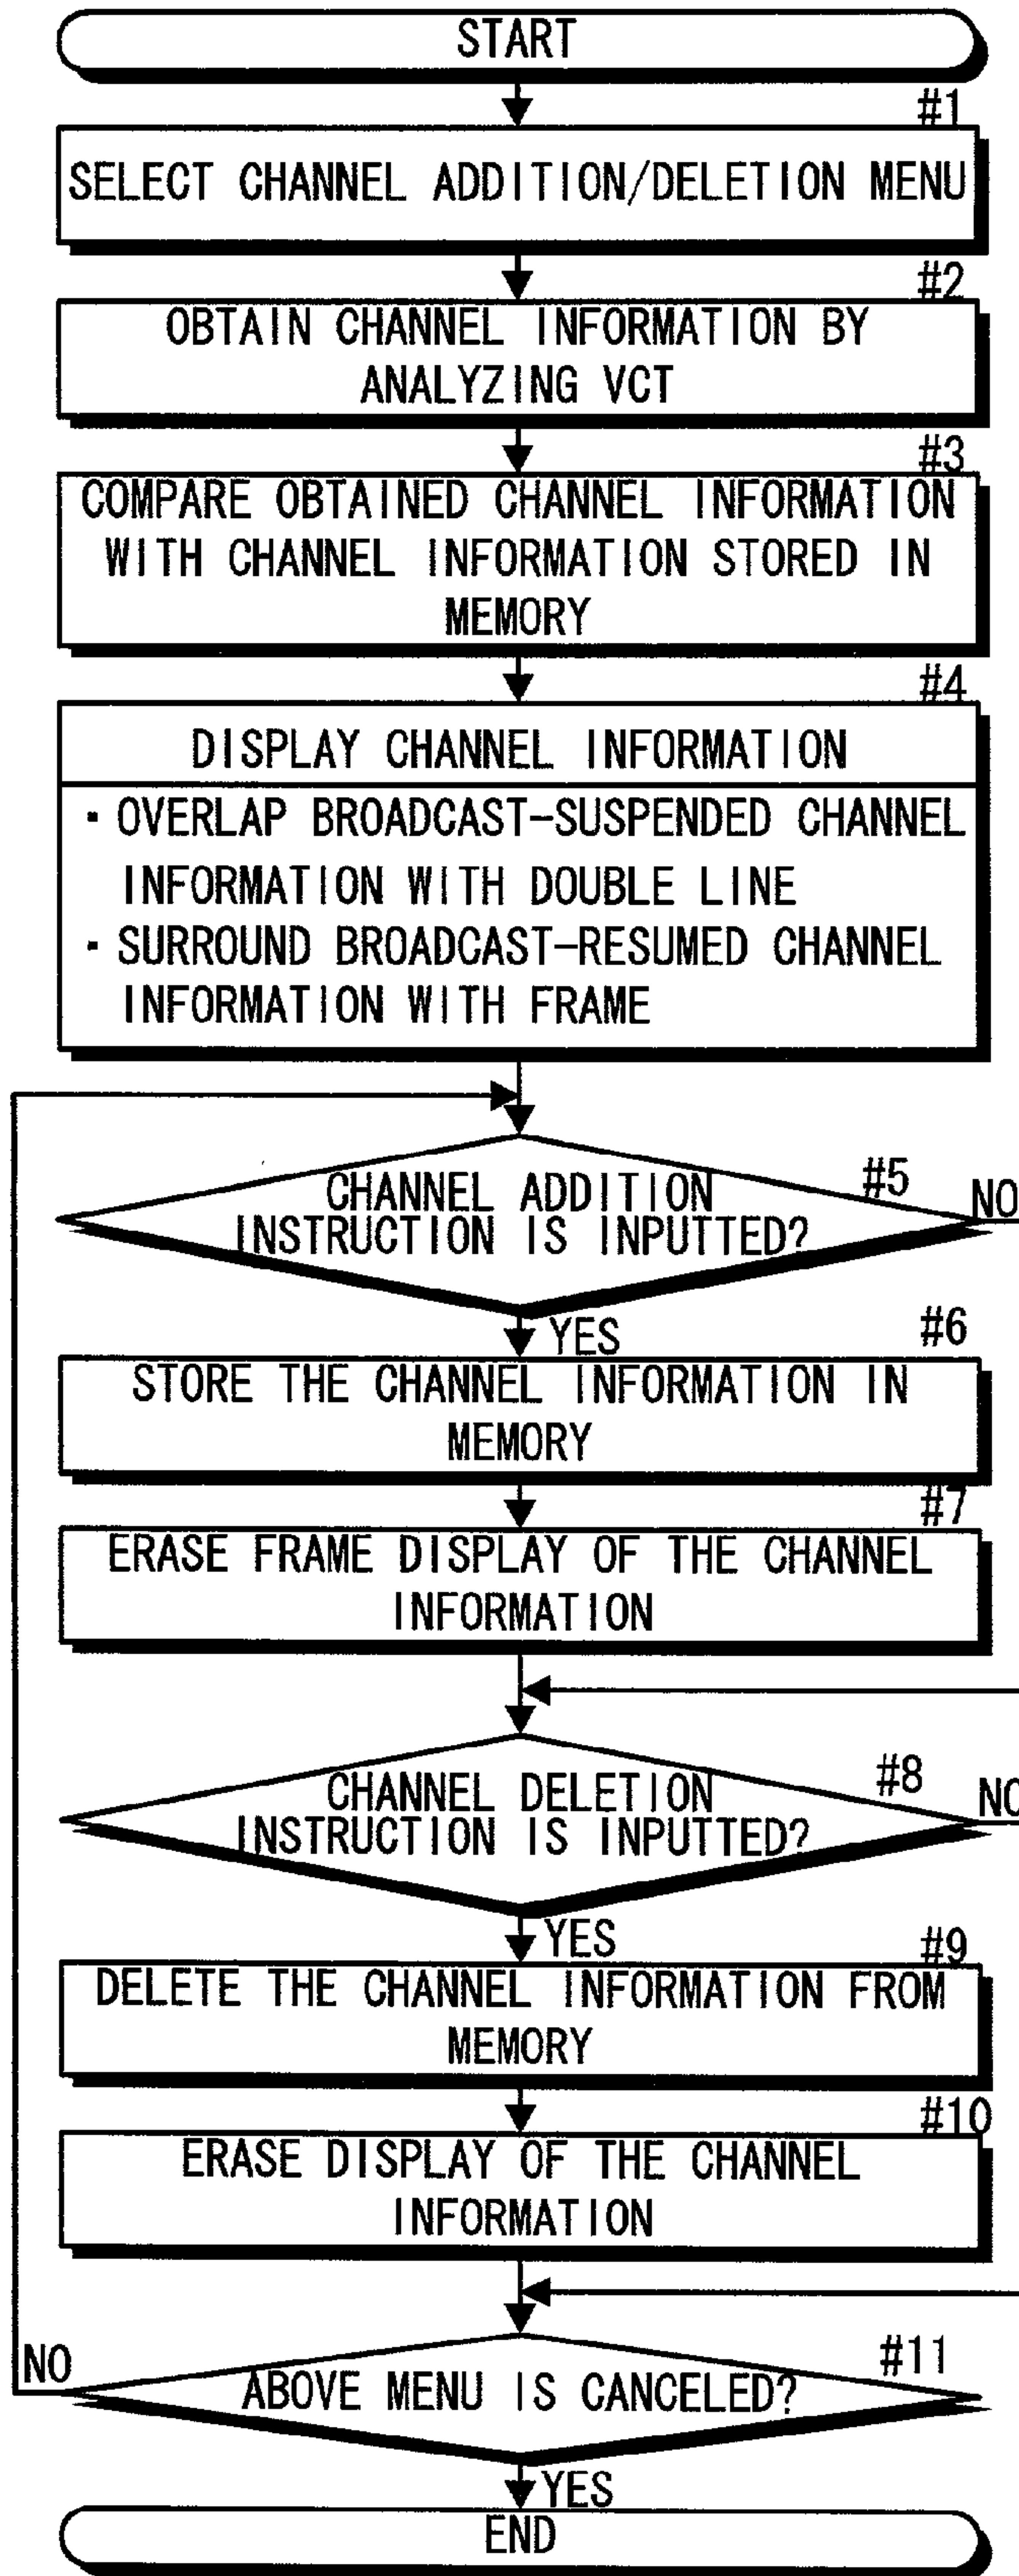 START
#1
SELECT CHANNEL ADDITION/DELETION MENU
#2
OBTAIN CHANNEL INFORMATION BY
ANALYZING VCT
#3
COMPARE OBTAINED CHANNEL INFORMATION
WITH CHANNEL INFORMATION STORED IN
MEMORY
#4
DISPLAY CHANNEL INFORMATION
· OVERLAP BROADCAST-SUSPENDED CHANNEL
INFORMATION WITH DOUBLE LINE
· SURROUND BROADCAST-RESUMED CHANNEL
INFORMATION WITH FRAME
#5
CHANNEL ADDITION
INSTRUCTION IS INPUTTED?
NO
YES
#6
STORE THE CHANNEL INFORMATION IN
MEMORY
#7
ERASE FRAME DISPLAY OF THE CHANNEL
INFORMATION
#8
CHANNEL DELETION
INSTRUCTION IS INPUTTED?
NO
YES
#9
DELETE THE CHANNEL INFORMATION FROM
MEMORY
#10
ERASE DISPLAY OF THE CHANNEL
INFORMATION
#11
NO
ABOVE MENU IS CANCELED?
YES
END